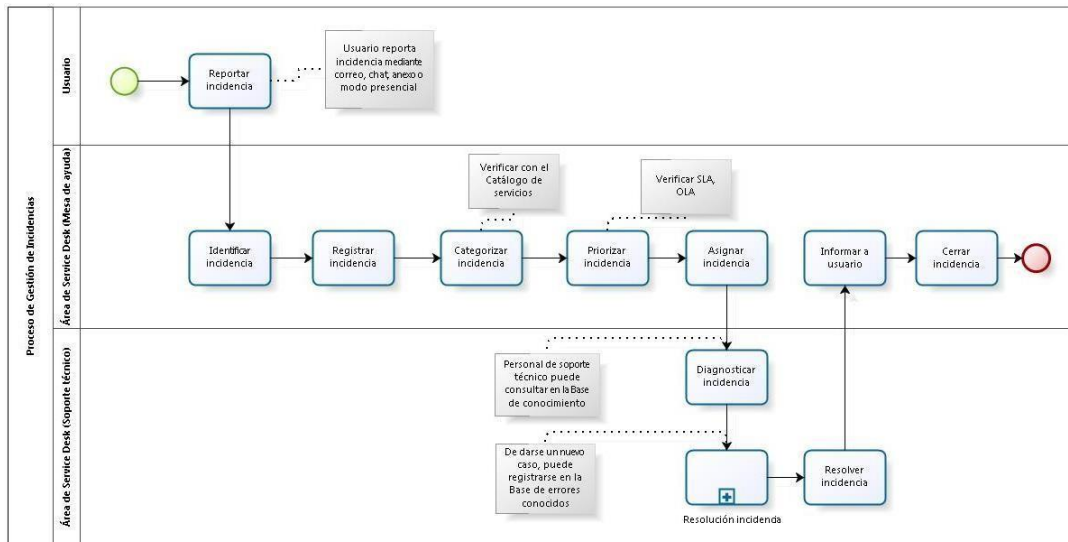 Proceso de Gestión de Incidencias
Usuario
Reportar
incidencia
Usuario reporta
incidencia mediante
correo, chat, anexo o
modo presencial
Área de Service Desk (Mesa de ayuda)
Verificar con el
Catálogo de
servicios
Verificar SLA,
OLA
Identificar
incidencia
Registrar
incidencia
Categorizar
incidencia
Priorizar
incidencia
Asignar
incidencia
Informar a
usuario
Cerrar
incidencia
Área de Service Desk (Soporte técnico)
Personal de soporte
técnico puede
consultar en la Base
de conocimiento
Diagnosticar
incidencia
De darse un nuevo
caso, puede
registrarse en la
Base de errores
conocidos
Resolución incidencia
Resolver
incidencia